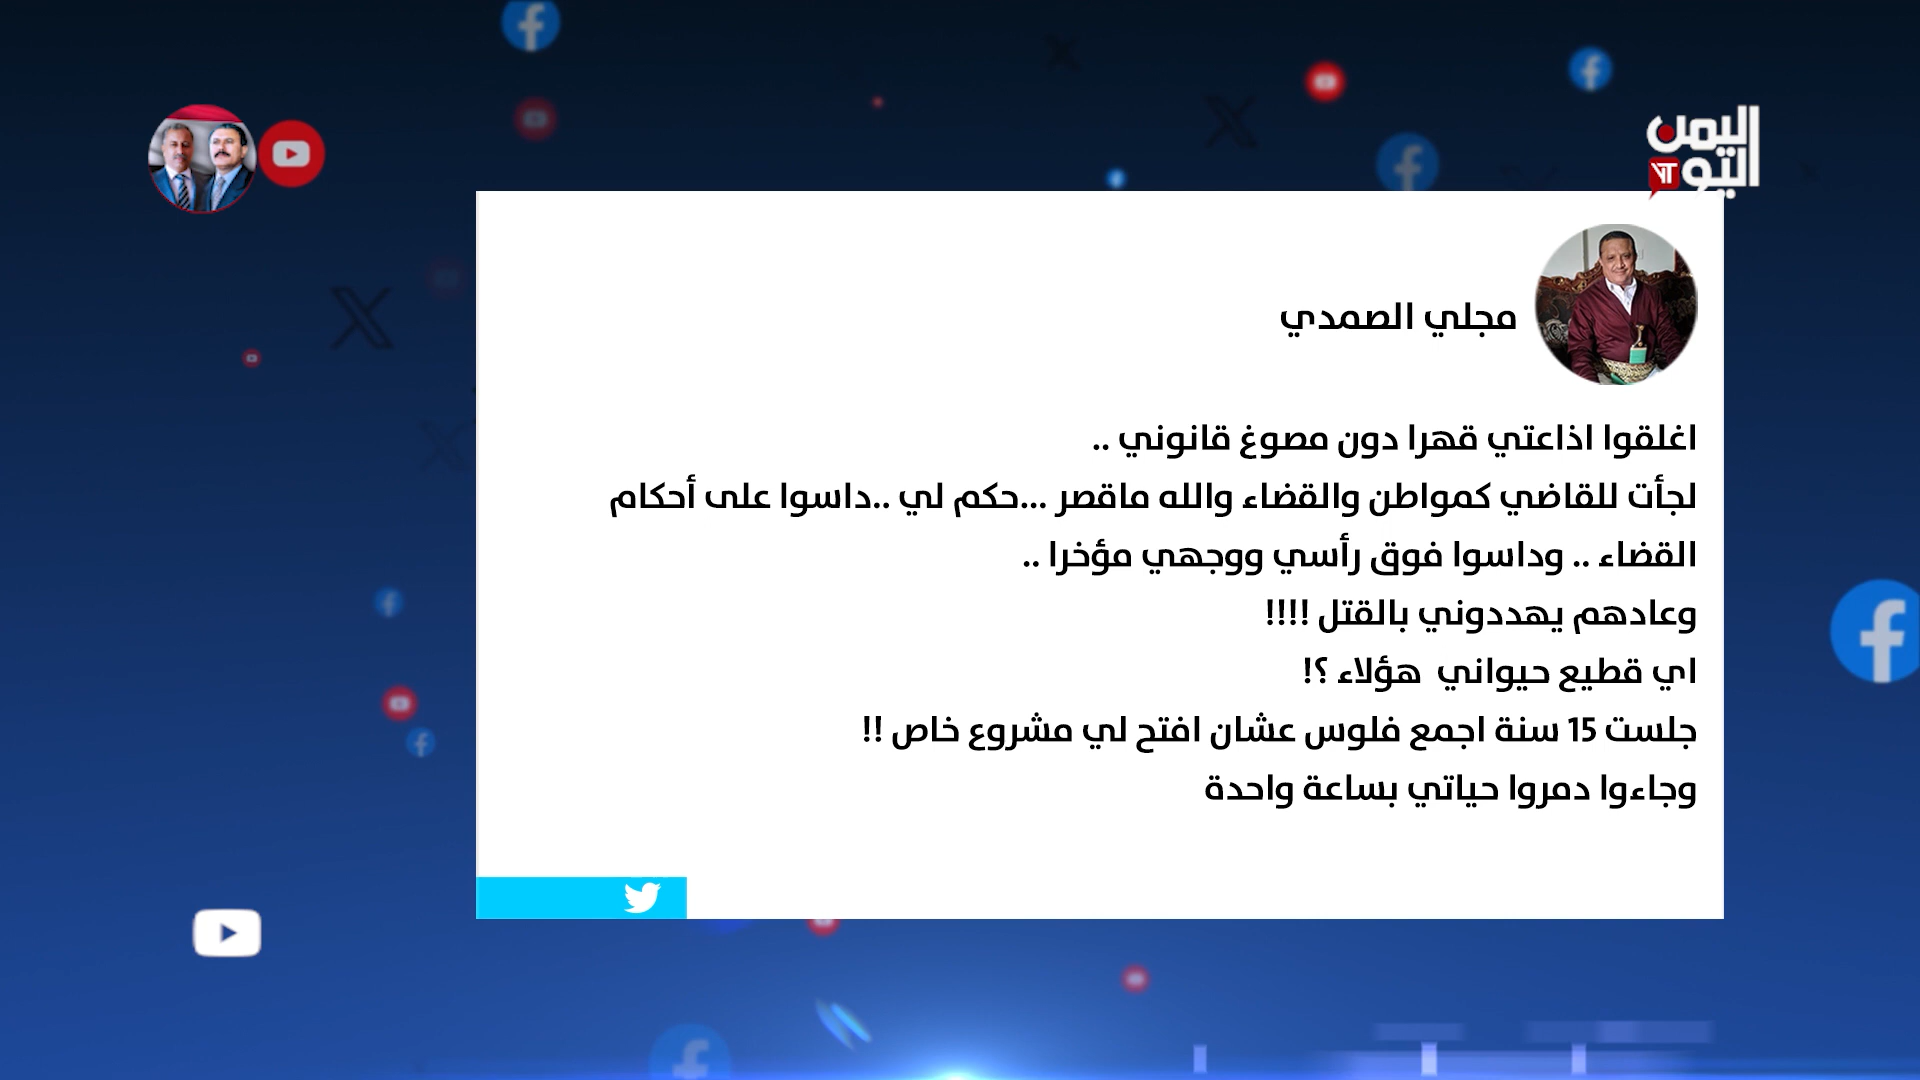 اليمن
اليوم
YT
مجلي الصمدي
اغلقوا اذاعتي قهرا دون مصوغ قانوني ..
لجأت للقاضي كمواطن والقضاء والله ماقصر ...حكم لي ..داسوا على أحكام
القضاء .. وداسوا فوق رأسي ووجهي مؤخرا ..
وعادهم يهددوني بالقتل !!!!
اي قطيع حيواني هؤلاء ؟!
جلست 15 سنة اجمع فلوس عشان افتح لي مشروع خاص !!
وجاءوا دمروا حياتي بساعة واحدة